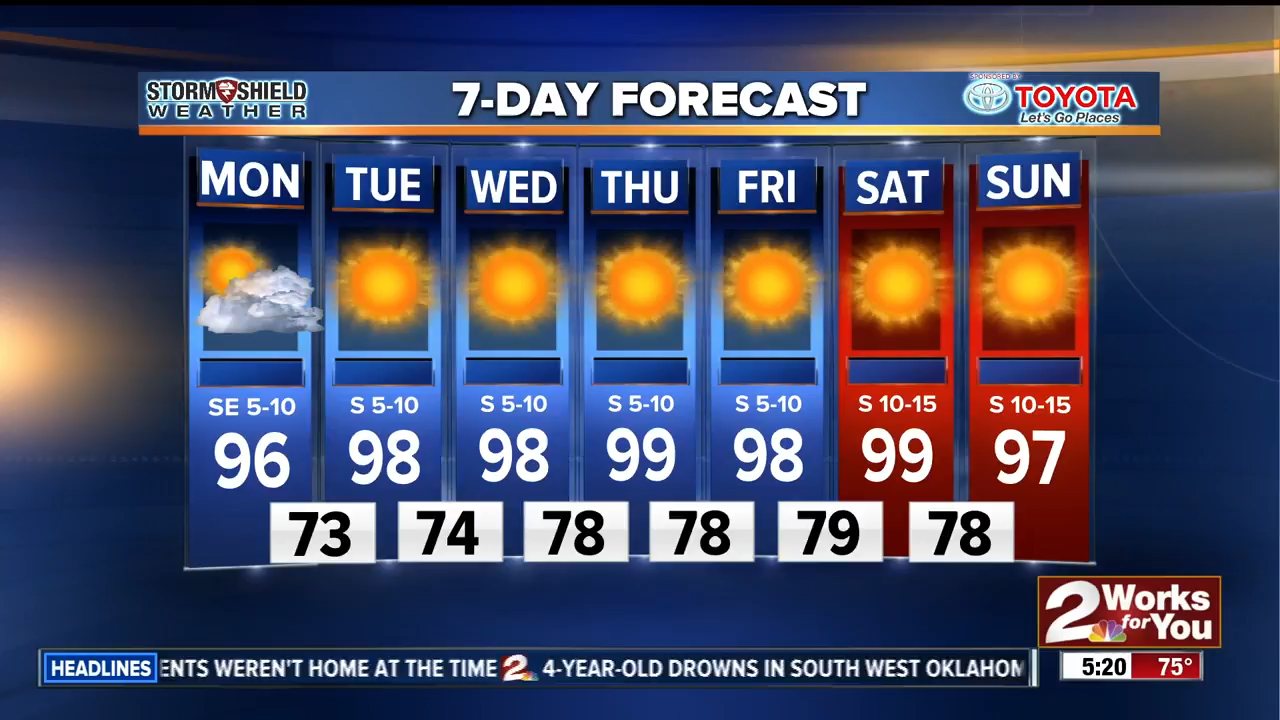 STORM SHIELD
WEATHER
7-DAY FORECAST
SPONSORED BY
TOYOTA
Let's Go Places
MON TUE WED THU FRI SAT SUN
SE 5-10 S 5-10 S 5-10 S 5-10 S 5-10 S 10-15 S 10-15
96 98 98 99 98 99 97
73 74 78 78 79 78
2 Works for You
HEADLINES ENTS WEREN'T HOME AT THE TIME 2 4-YEAR-OLD DROWNS IN SOUTH WEST OKLAHOM
5:20 75°